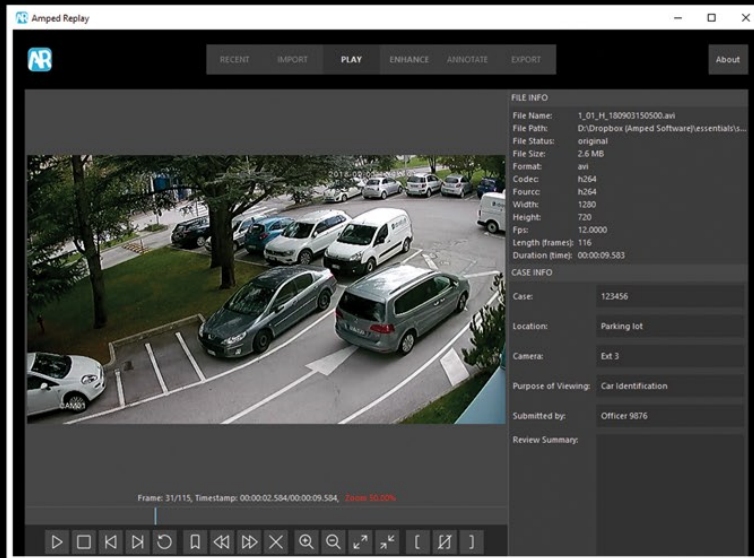 Amped Replay
RECENT IMPORT PLAY ENHANCE ANNOTATE EXPORT
About
FILE INFO
File Name: 1_01_H_180903150500.avi
File Path: D:\Dropbox (Amped Software)\essentials\s...
File Status: original
File Size: 2.6 MB
Format: avi
Codec: h264
Fourcc: h264
Width: 1280
Height: 720
Fps: 12.0000
Length (frames): 116
Duration (time): 00:00:09.583
CASE INFO
Case: 123456
Location: Parking lot
Camera: Ext 3
Purpose of Viewing: Car Identification
Submitted by: Officer 9876
Review Summary:
CAM01
Frame: 31/115, Timestamp: 00:00:02.584/00:00:09.584, Zoom 50.00%